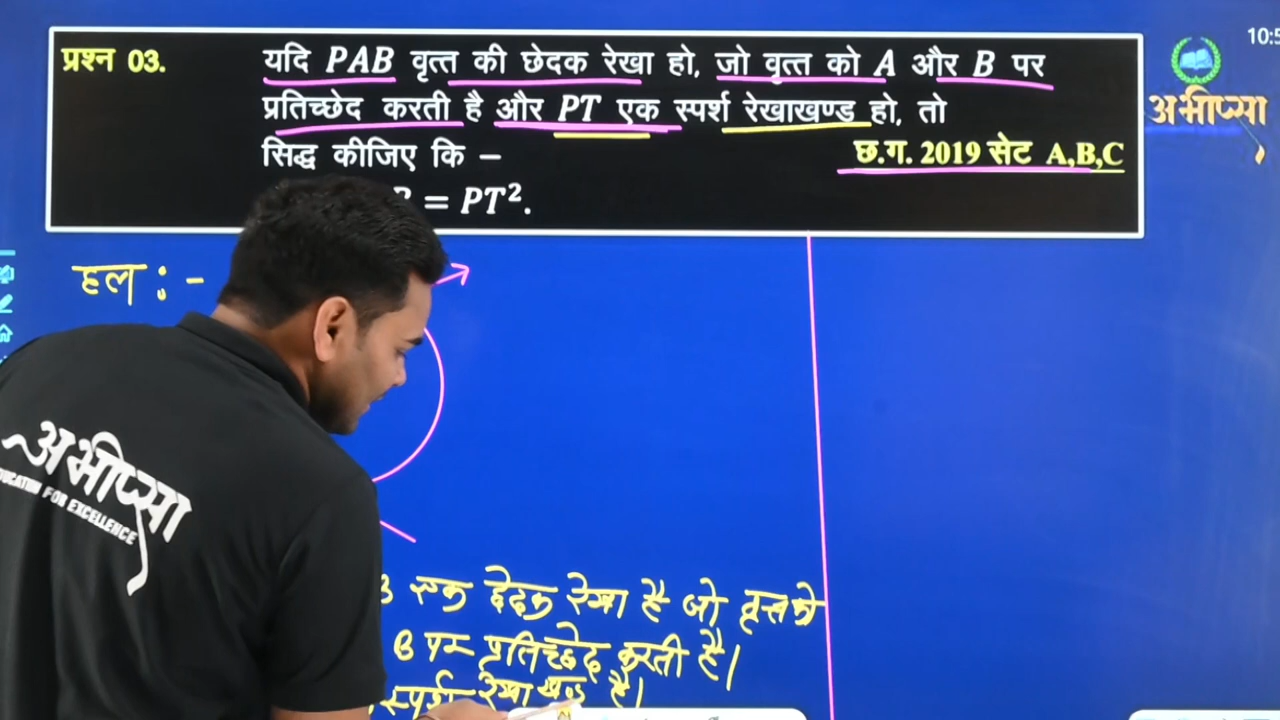 10:5
प्रश्न 03. यदि PAB वृत्त की छेदक रेखा हो, जो वृत्त को A और B पर
प्रतिच्छेद करती है और PT एक स्पर्श रेखाखण्ड हो, तो
सिद्ध कीजिए कि –
छ.ग. 2019 सेट A,B,C
= PT².
अभीप्सा
हल : -
अभीप्सा
EDUCATION FOR EXCELLENCE
एक छेदक रेखा है जो वृत्त को
B पर प्रतिच्छेद करती है।
स्पर्श रेखा खण्ड है।